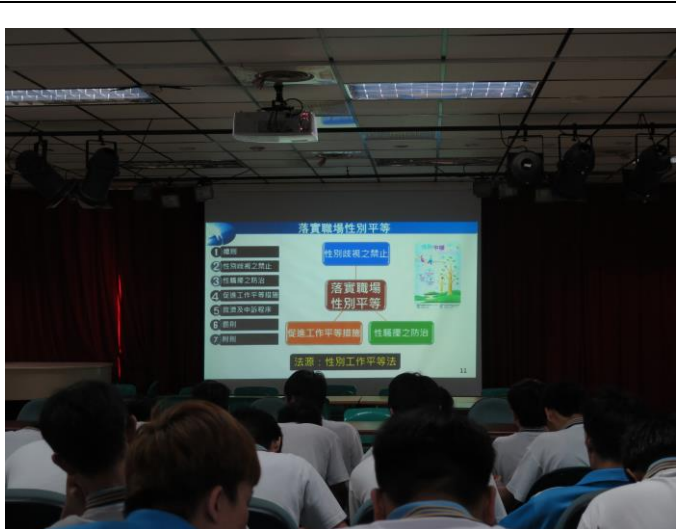 落實職場性別平等
1 總則
2 性別歧視之禁止
3 性騷擾之防治
4 促進工作平等措施
5 救濟及申訴程序
6 罰則
7 附則
性別歧視之禁止
落實職場
性別平等
促進工作平等措施
性騷擾之防治
法源：性別工作平等法
11